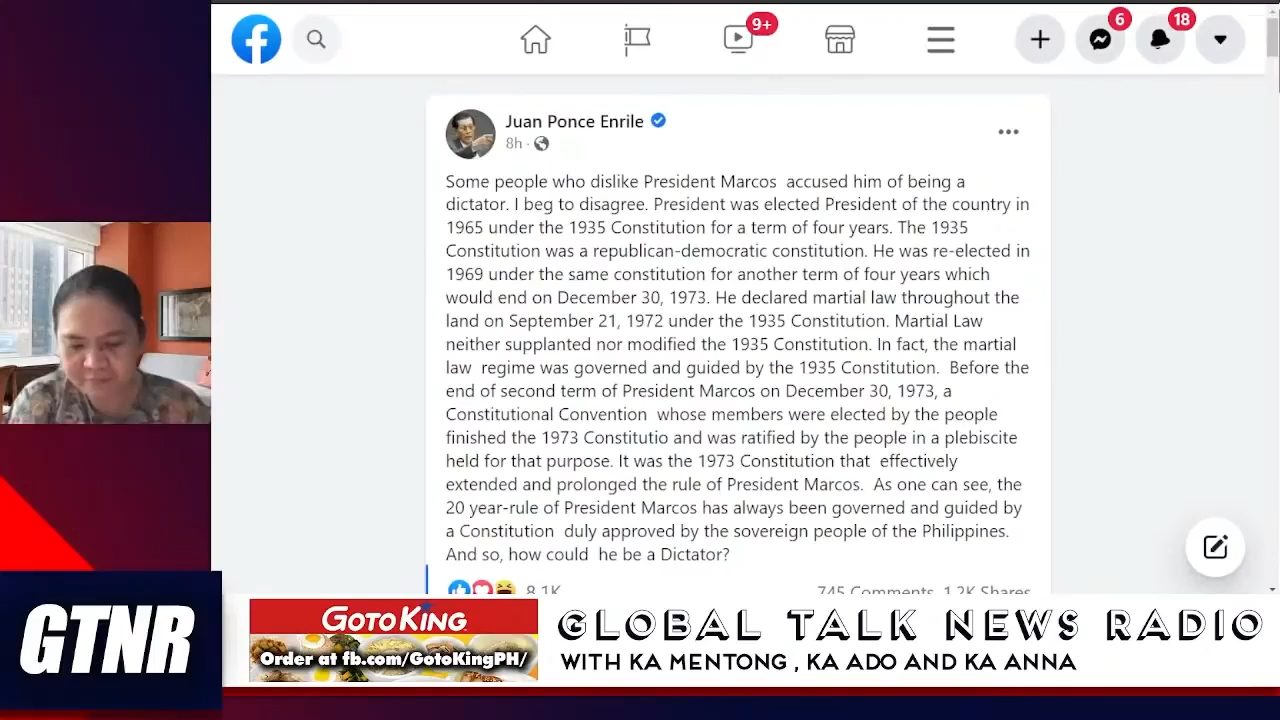 9+
6
18
Juan Ponce Enrile
8h ·
Some people who dislike President Marcos  accused him of being a
dictator. I beg to disagree. President was elected President of the country in
1965 under the 1935 Constitution for a term of four years. The 1935
Constitution was a republican-democratic constitution. He was re-elected in
1969 under the same constitution for another term of four years which
would end on December 30, 1973. He declared martial law throughout the
land on September 21, 1972 under the 1935 Constitution. Martial Law
neither supplanted nor modified the 1935 Constitution. In fact, the martial
law  regime was governed and guided by the 1935 Constitution.  Before the
end of second term of President Marcos on December 30, 1973, a
Constitutional Convention  whose members were elected by the people
finished the 1973 Constitutio and was ratified by the people in a plebiscite
held for that purpose. It was the 1973 Constitution that  effectively
extended and prolonged the rule of President Marcos.  As one can see, the
20 year-rule of President Marcos has always been governed and guided by
a Constitution  duly approved by the sovereign people of the Philippines.
And so, how could  he be a Dictator?
8.1K
745 Comments  1.2K Shares
GTNR
GOTO KING
Order at fb.com/GotoKingPH/
GLOBAL TALK NEWS RADIO
WITH KA MENTONG , KA ADO AND KA ANNA